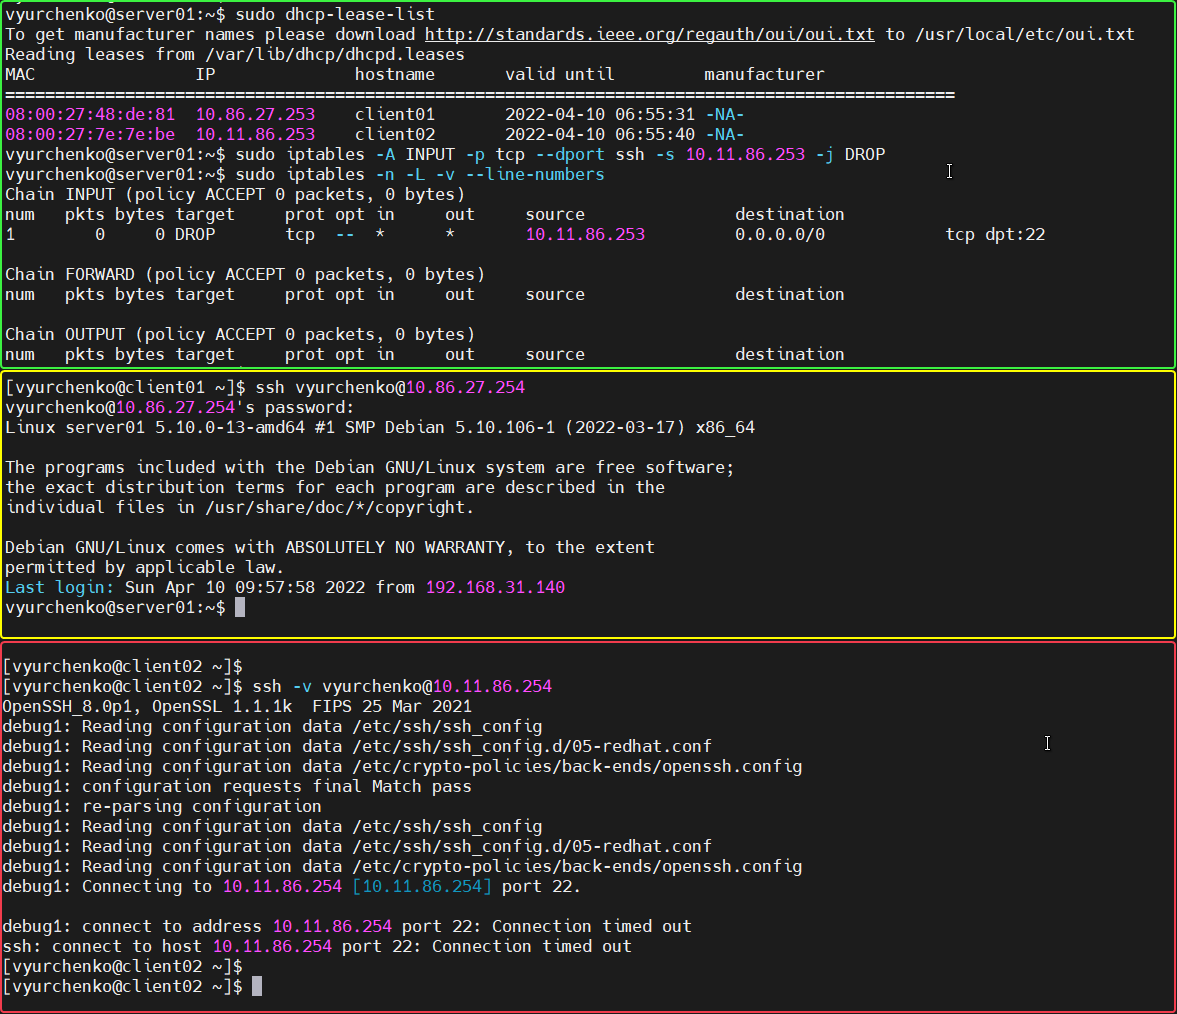 vyurchenko@server01:~$ sudo dhcp-lease-list
To get manufacturer names please download http://standards.ieee.org/regauth/oui/oui.txt to /usr/local/etc/oui.txt
Reading leases from /var/lib/dhcp/dhcpd.leases
MAC                IP              hostname       valid until         manufacturer
===============================================================================================
08:00:27:48:de:81  10.86.27.253    client01       2022-04-10 06:55:31 -NA-
08:00:27:7e:7e:be  10.11.86.253    client02       2022-04-10 06:55:40 -NA-
vyurchenko@server01:~$ sudo iptables -A INPUT -p tcp --dport ssh -s 10.11.86.253 -j DROP
vyurchenko@server01:~$ sudo iptables -n -L -v --line-numbers
Chain INPUT (policy ACCEPT 0 packets, 0 bytes)
num   pkts bytes target     prot opt in     out     source               destination
1        0     0 DROP       tcp  --  *      *       10.11.86.253         0.0.0.0/0            tcp dpt:22

Chain FORWARD (policy ACCEPT 0 packets, 0 bytes)
num   pkts bytes target     prot opt in     out     source               destination

Chain OUTPUT (policy ACCEPT 0 packets, 0 bytes)
num   pkts bytes target     prot opt in     out     source               destination
[vyurchenko@client01 ~]$ ssh vyurchenko@10.86.27.254
vyurchenko@10.86.27.254's password:
Linux server01 5.10.0-13-amd64 #1 SMP Debian 5.10.106-1 (2022-03-17) x86_64

The programs included with the Debian GNU/Linux system are free software;
the exact distribution terms for each program are described in the
individual files in /usr/share/doc/*/copyright.

Debian GNU/Linux comes with ABSOLUTELY NO WARRANTY, to the extent
permitted by applicable law.
Last login: Sun Apr 10 09:57:58 2022 from 192.168.31.140
vyurchenko@server01:~$
[vyurchenko@client02 ~]$
[vyurchenko@client02 ~]$ ssh -v vyurchenko@10.11.86.254
OpenSSH_8.0p1, OpenSSL 1.1.1k  FIPS 25 Mar 2021
debug1: Reading configuration data /etc/ssh/ssh_config
debug1: Reading configuration data /etc/ssh/ssh_config.d/05-redhat.conf
debug1: Reading configuration data /etc/crypto-policies/back-ends/openssh.config
debug1: configuration requests final Match pass
debug1: re-parsing configuration
debug1: Reading configuration data /etc/ssh/ssh_config
debug1: Reading configuration data /etc/ssh/ssh_config.d/05-redhat.conf
debug1: Reading configuration data /etc/crypto-policies/back-ends/openssh.config
debug1: Connecting to 10.11.86.254 [10.11.86.254] port 22.

debug1: connect to address 10.11.86.254 port 22: Connection timed out
ssh: connect to host 10.11.86.254 port 22: Connection timed out
[vyurchenko@client02 ~]$
[vyurchenko@client02 ~]$